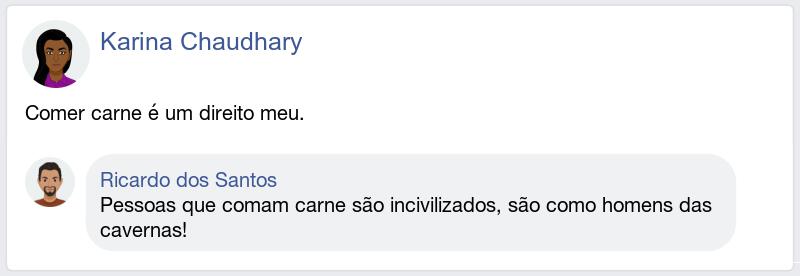 Karina Chaudhary
Comer carne é um direito meu.
Ricardo dos Santos
Pessoas que comam carne são incivilizados, são como homens das
cavernas!